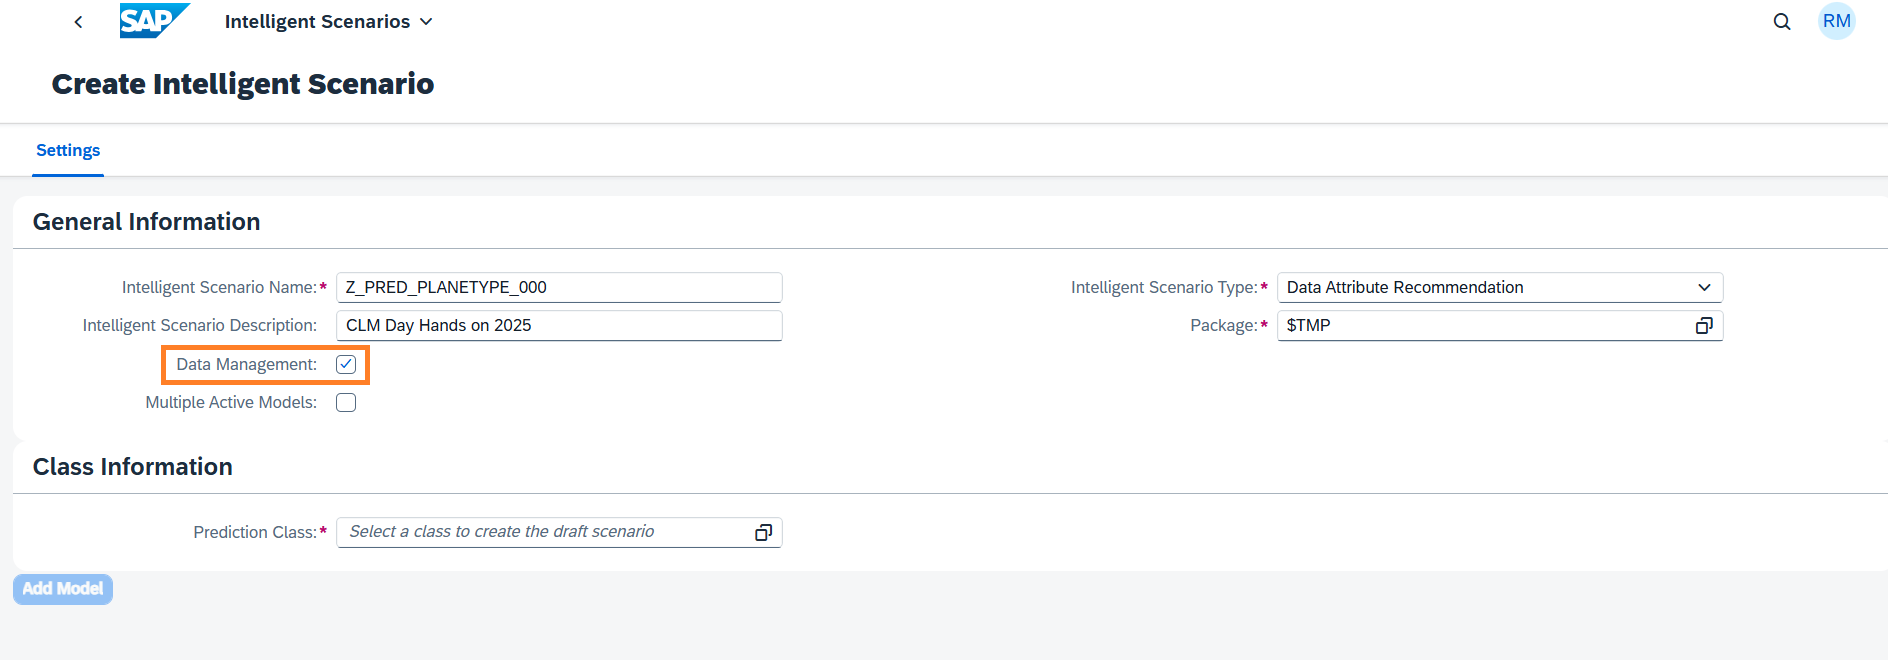 SAP Intelligent Scenarios RM
Create Intelligent Scenario
Settings
General Information
Intelligent Scenario Name:* Z_PRED_PLANETYPE_000 Intelligent Scenario Type:* Data Attribute Recommendation
Intelligent Scenario Description: CLM Day Hands on 2025 Package:* $TMP
Data Management:
Multiple Active Models:
Class Information
Prediction Class:* Select a class to create the draft scenario
Add Model